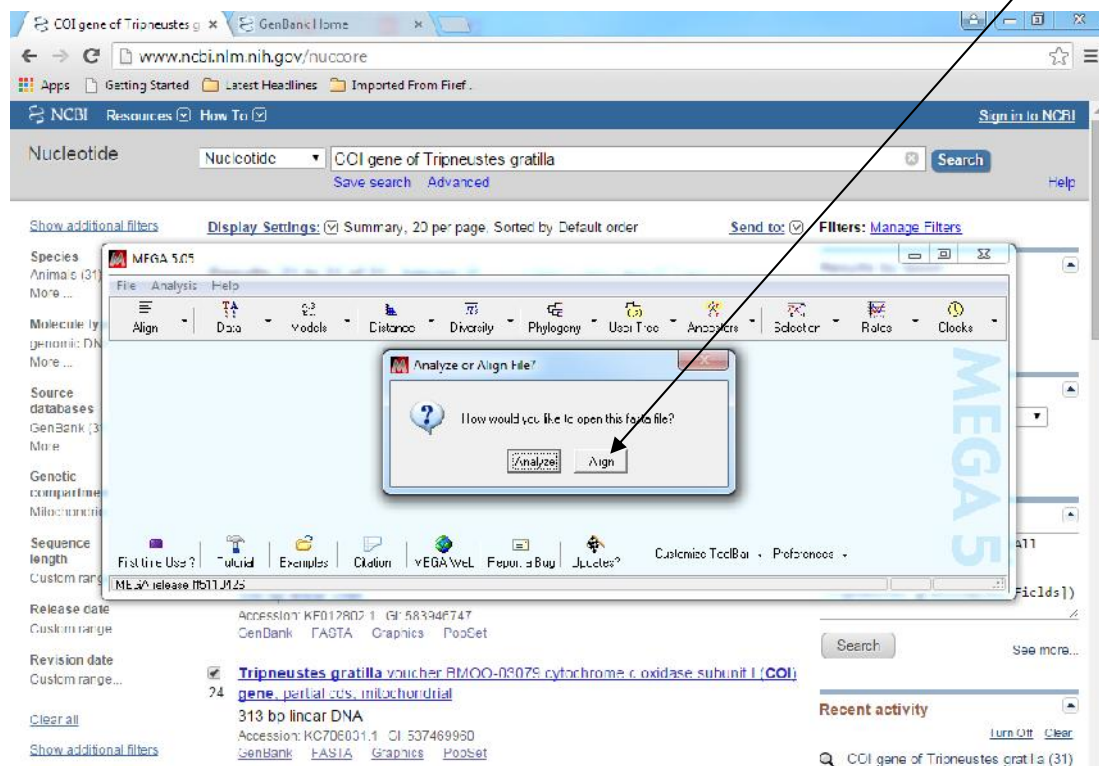 COI gene of Tripneustes g
GenBank Home
www.ncbi.nlm.nih.gov/nuccore
Apps Getting Started Latest Headlines Imported From Firef
NCBI Resources How To Sign in to NCBI
Nucleotide Nucleotide COI gene of Tripneustes gratilla Search
Save search Advanced Help
Show additional filters Display Settings: Summary, 20 per page, Sorted by Default order Send to: Filters: Manage Filters
Species
Animals (31)
More ...
Molecule ty
genomic DN
More ...
Source
databases
GenBank (3
More
Genetic
compartme
Mitochondri
Sequence
length
Custom rang
Release date
Custom range
Revision date
Custom range...
Clear all
Show additional filters
MEGA 5.05
File Analysis Help
Align Data Models Distance Diversity Phylogeny User Tree Ancestors Selection Rates Clocks
Analyze or Align File?
How would you like to open this fasta file?
Analyze Align
MEGA 5
First time Use? Tutorial Examples Citation MEGA Web Report a Bug Updates? Customize ToolBar Preferences
MEGA release
Accession: KF012802.1 GI: 583946747
GenBank FASTA Graphics PopSet
24
Tripneustes gratilla voucher BMOO-03079 cytochrome c oxidase subunit I (COI)
gene, partial cds, mitochondrial
313 bp linear DNA
GenBank FASTA Graphics PopSet
All
Fields])
Search See more...
Recent activity
Turn Off Clear
COI gene of Tripneustes gratilla (31)